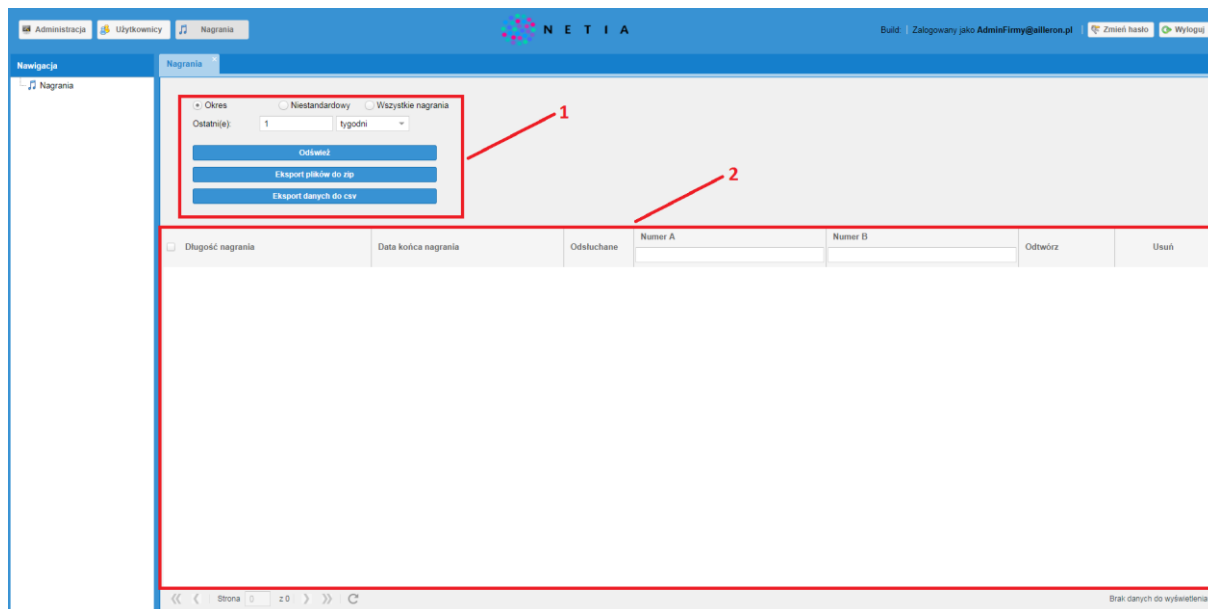 Administracja Użytkownicy Nagrania NETIA Build: | Zalogowany jako AdminFirmy@ailleron.pl | Zmień hasło Wyloguj
Nawigacja Nagrania
Nagrania
Okres Niestandardowy Wszystkie nagrania
1
Ostatni(e): 1 tygodni
Odśwież
Eksport plików do zip
2
Eksport danych do csv
Długość nagrania Data końca nagrania Odsłuchane Numer A Numer B Odtwórz Usuń
Strona 0 z 0 Brak danych do wyświetlenia